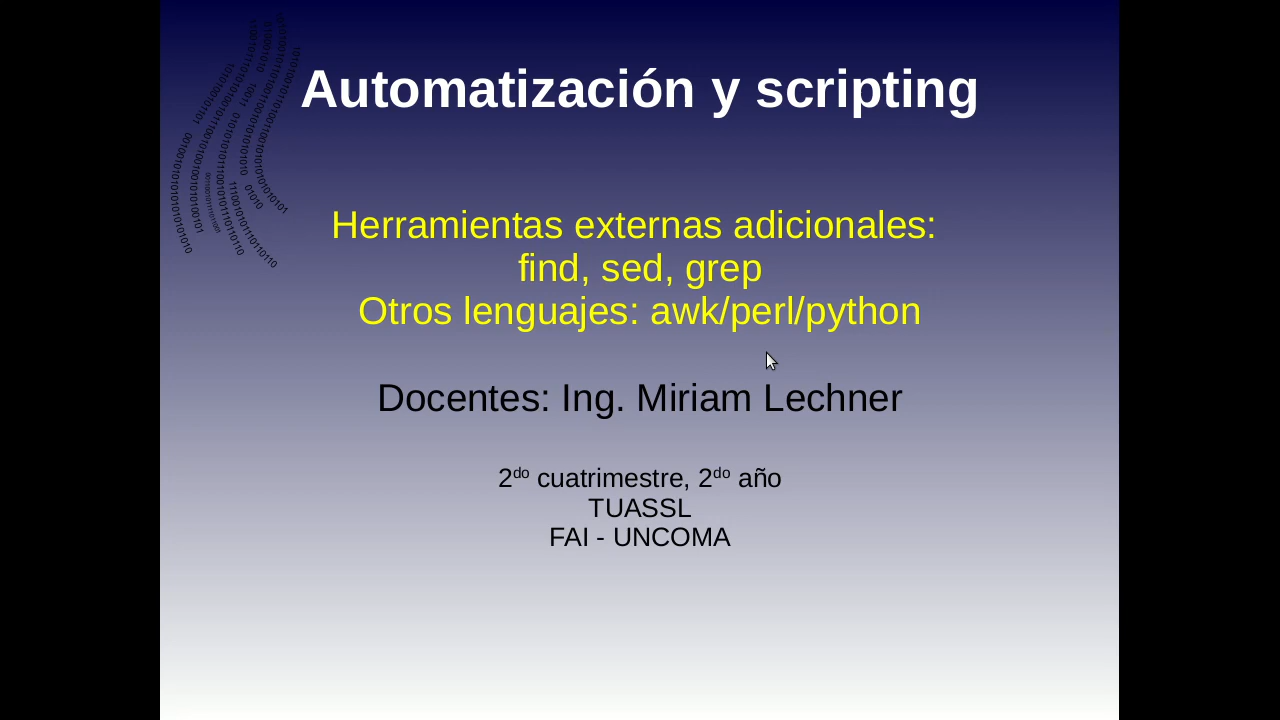 Automatización y scripting
Herramientas externas adicionales:
find, sed, grep
Otros lenguajes: awk/perl/python
Docentes: Ing. Miriam Lechner
2do cuatrimestre, 2do año
TUASSL
FAI - UNCOMA